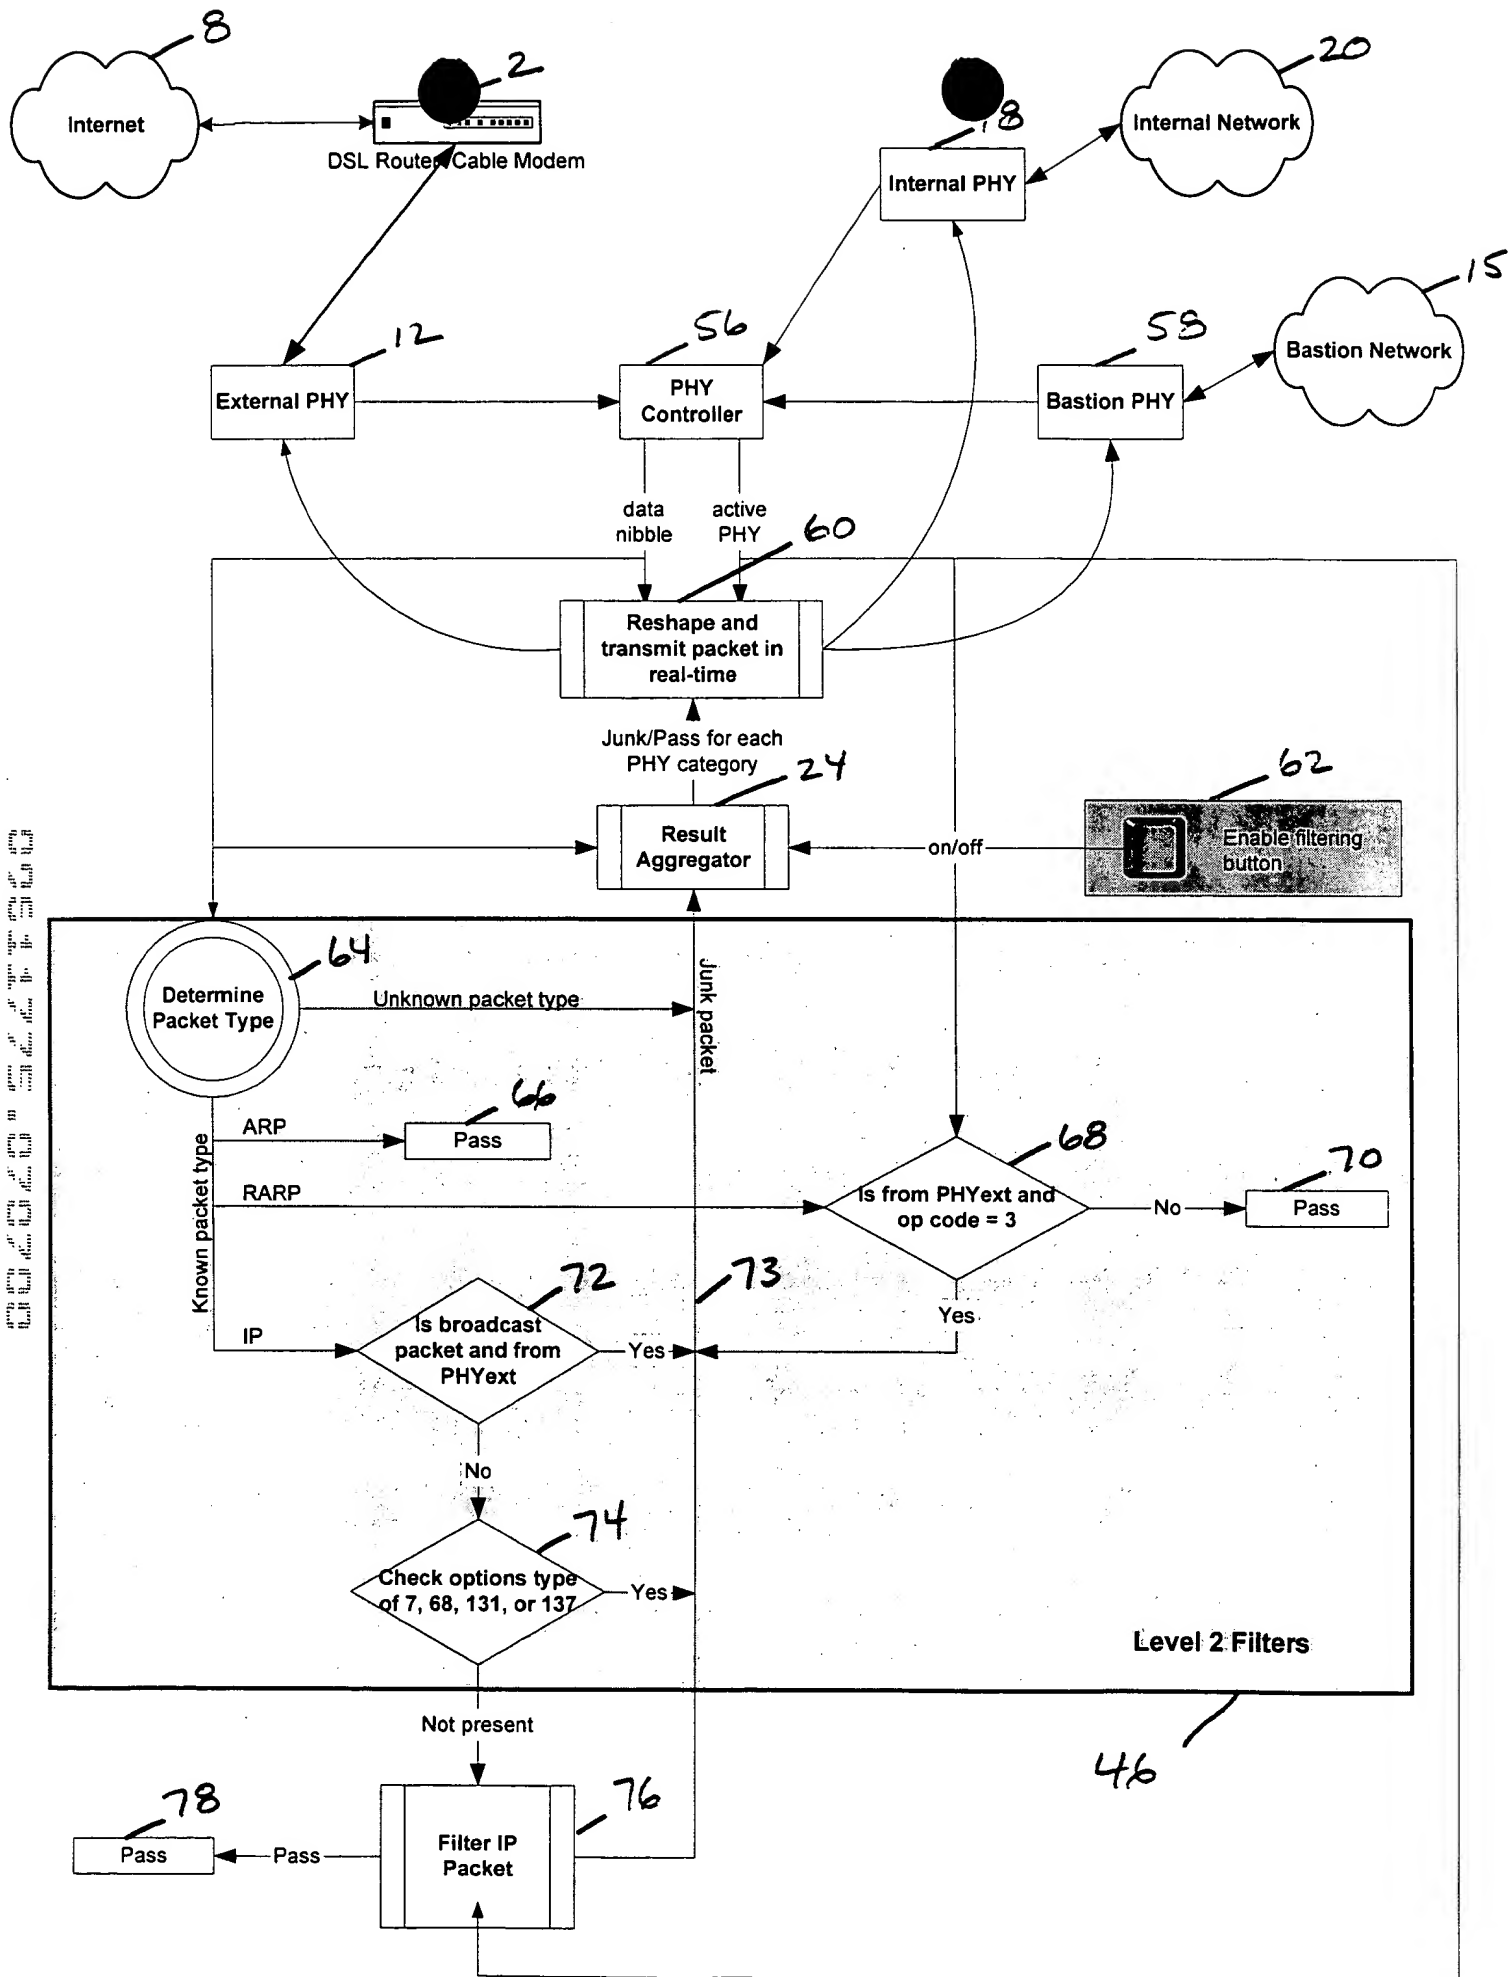 8
2
20
Internet
Internal Network
18
DSL Router/Cable Modem
Internal PHY
15
12
56
58
Bastion Network
External PHY
PHY
Controller
Bastion PHY
data
nibble
active
PHY
60
Reshape and
transmit packet in
real-time
Junk/Pass for each
PHY category
24
62
Result
Aggregator
on/off
Enable filtering
button
64
Determine
Packet Type
Unknown packet type
Junk packet
66
ARP
Pass
68
70
Known packet type
RARP
Is from PHYext and
op code = 3
No
Pass
72
73
Yes
IP
Is broadcast
packet and from
PHYext
Yes
No
74
Check options type
of 7, 68, 131, or 137
Yes
Level 2 Filters
Not present
46
78
76
Pass
Pass
Filter IP
Packet